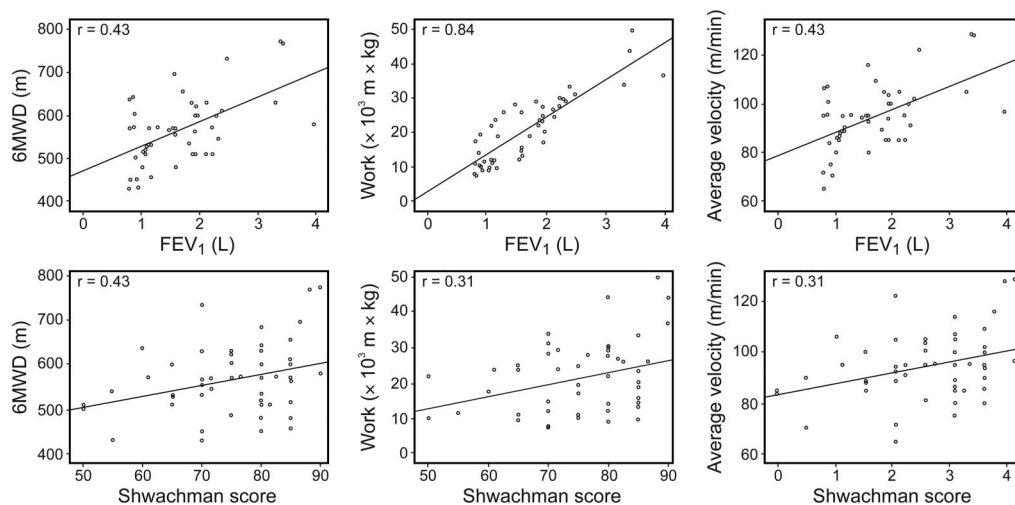 r = 0.43
800
700
600
500
400
6MWD (m)
0 1 2 3 4
FEV1 (L)
r = 0.84
50
40
30
20
10
0
Work (× 10³ m × kg)
0 1 2 3 4
FEV1 (L)
r = 0.43
120
100
80
60
Average velocity (m/min)
0 1 2 3 4
FEV1 (L)
r = 0.43
800
700
600
500
400
6MWD (m)
50 60 70 80 90
Shwachman score
r = 0.31
50
40
30
20
10
0
Work (× 10³ m × kg)
50 60 70 80 90
Shwachman score
r = 0.31
120
100
80
60
Average velocity (m/min)
0 1 2 3 4
Shwachman score